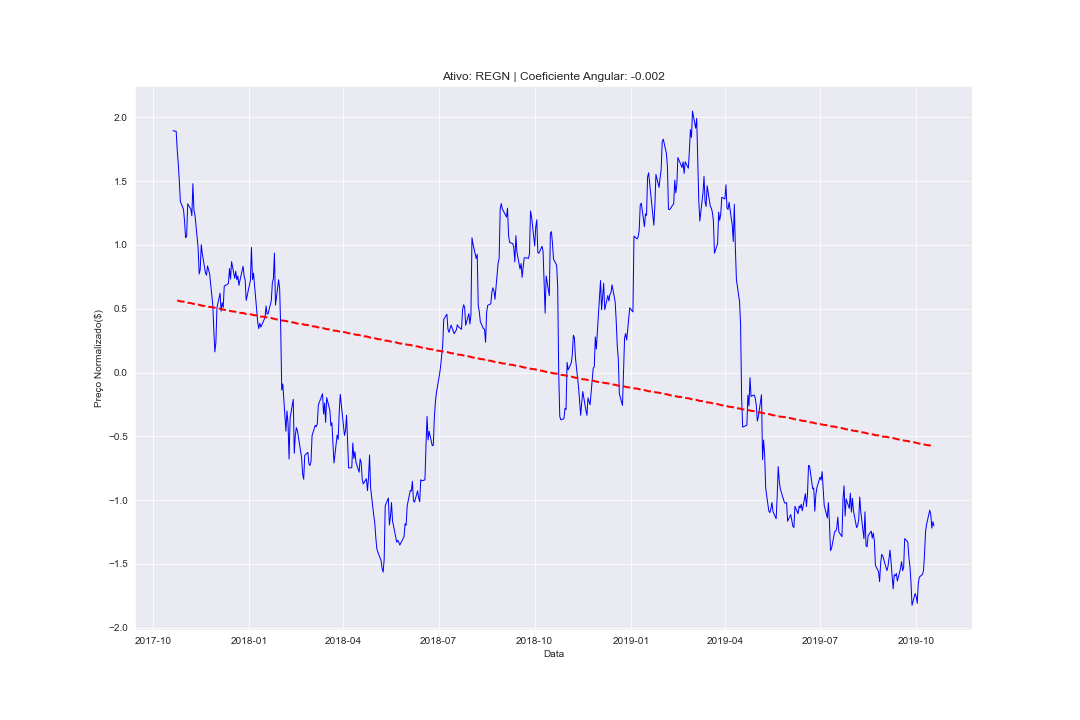 Ativo: REGN | Coeficiente Angular: -0.002
Preço Normalizado($)
2.0
1.5
1.0
0.5
0.0
−0.5
−1.0
−1.5
−2.0
2017-10 2018-01 2018-04 2018-07 2018-10 2019-01 2019-04 2019-07 2019-10
Data